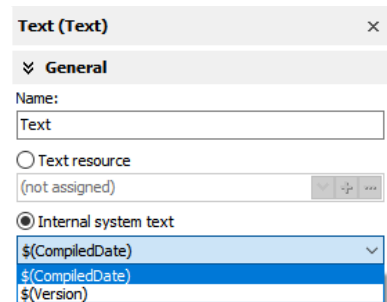 Text (Text)
General
Name:
Text
Text resource
(not assigned)
Internal system text
$(CompiledDate)
$(CompiledDate)
$(Version)